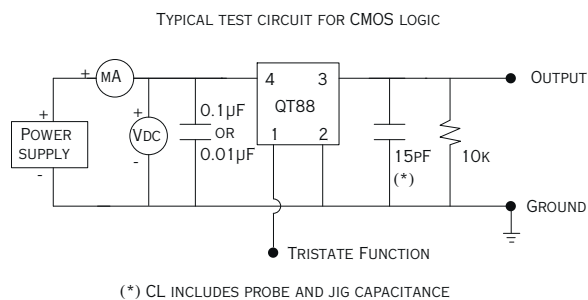 TYPICAL TEST CIRCUIT FOR CMOS LOGIC
+ MA
4 3
OUTPUT
QT88
+ + 0.1µF
POWER SUPPLY
VDC
OR
- - 0.01µF
1 2
15PF
(*)
10K
GROUND
TRISTATE FUNCTION
(*) CL INCLUDES PROBE AND JIG CAPACITANCE